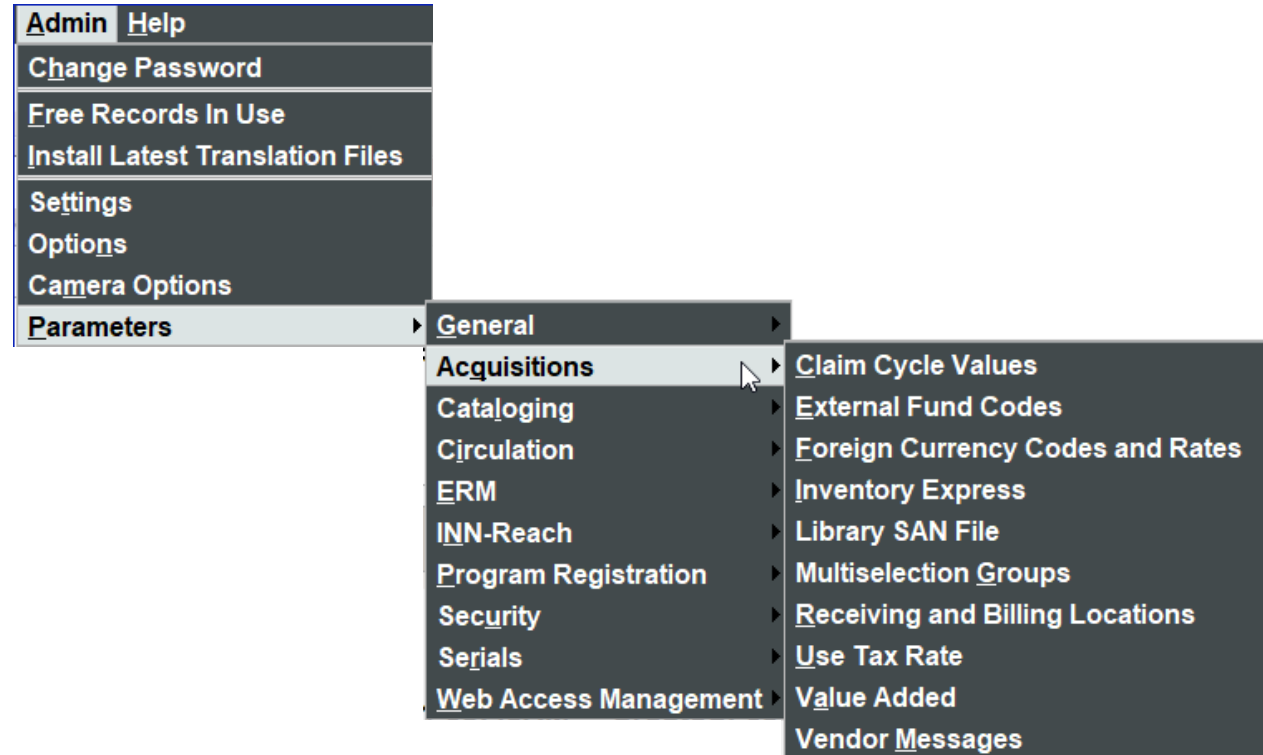 Admin Help
Change Password
Free Records In Use
Install Latest Translation Files
Settings
Options
Camera Options
Parameters
General
Acquisitions
Cataloging
Circulation
ERM
INN-Reach
Program Registration
Security
Serials
Web Access Management
Claim Cycle Values
External Fund Codes
Foreign Currency Codes and Rates
Inventory Express
Library SAN File
Multiselection Groups
Receiving and Billing Locations
Use Tax Rate
Value Added
Vendor Messages